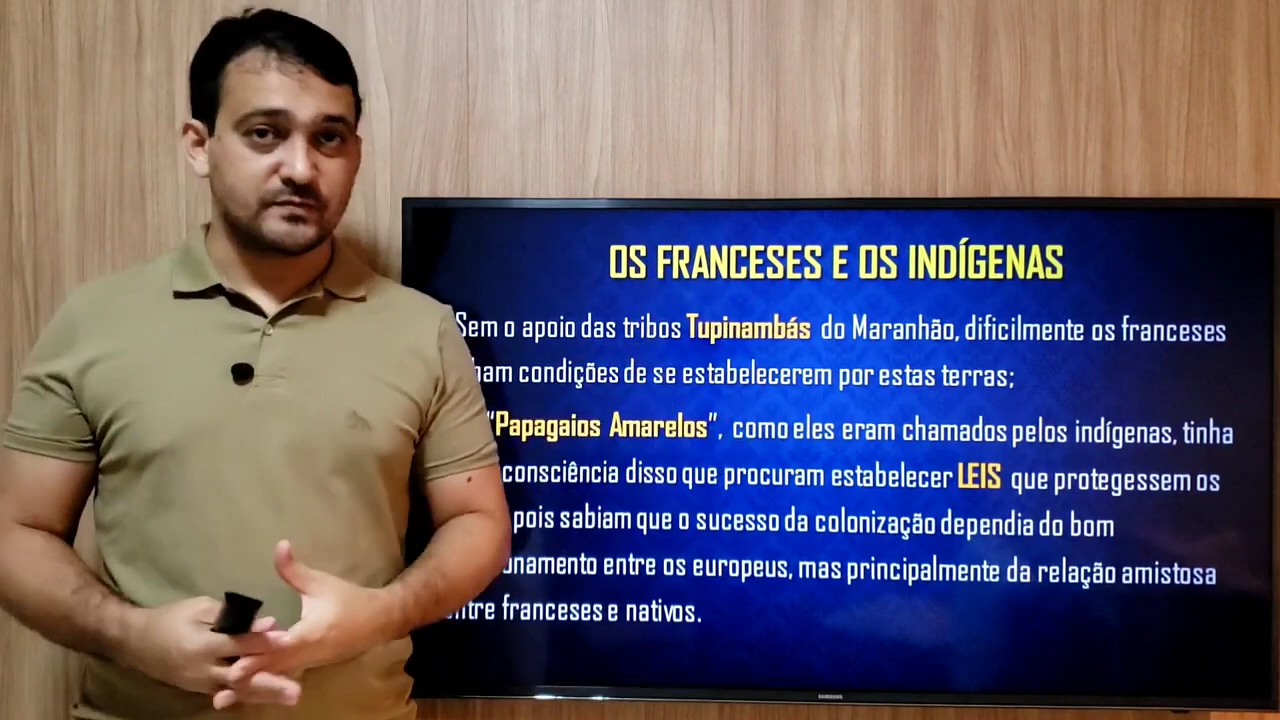 OS FRANCESES E OS INDÍGENAS
Sem o apoio das tribos Tupinambás do Maranhão, dificilmente os franceses
condições de se estabelecerem por estas terras;
"Papagaios Amarelos", como eles eram chamados pelos indígenas, tinha
consciência disso que procuram estabelecer LEIS que protegessem os
pois sabiam que o sucesso da colonização dependia do bom
entre os europeus, mas principalmente da relação amistosa
entre franceses e nativos.
SAMSUNG